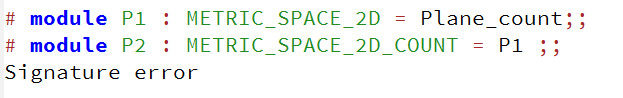 # module P1 : METRIC_SPACE_2D = Plane_count;;
# module P2 : METRIC_SPACE_2D_COUNT = P1 ;;
Signature error